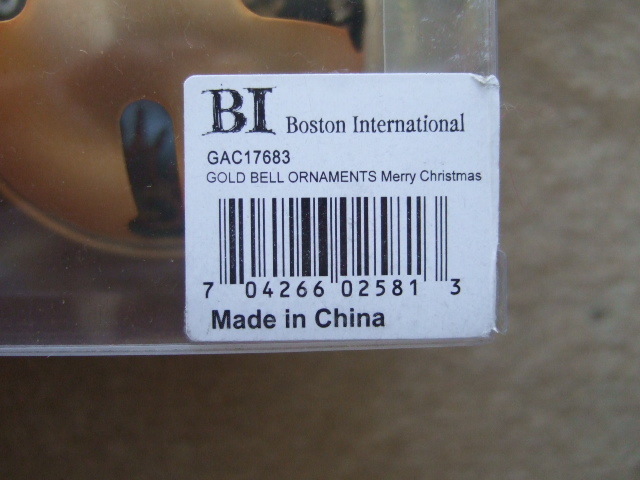 BI Boston International
GAC17683
GOLD BELL ORNAMENTS Merry Christmas
7 04266 02581 3
Made in China